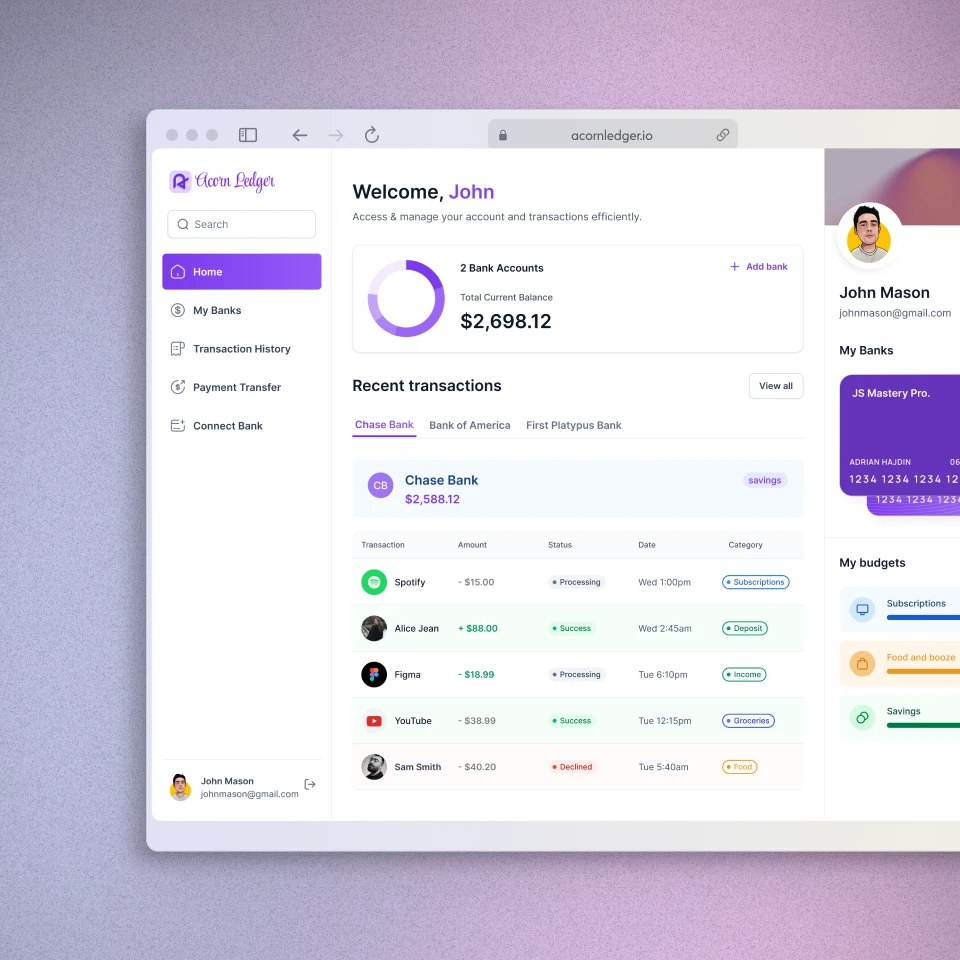 acornledger.io
Acorn Ledger
Search
Home
My Banks
Transaction History
Payment Transfer
Connect Bank
John Mason
johnmason@gmail.com
Welcome, John
Access & manage your account and transactions efficiently.
2 Bank Accounts
+ Add bank
Total Current Balance
$2,698.12
Recent transactions
View all
Chase Bank Bank of America First Platypus Bank
CB
Chase Bank
savings
$2,588.12
Transaction Amount Status Date Category
Spotify - $15.00 Processing Wed 1:00pm Subscriptions
Alice Jean + $88.00 Success Wed 2:45am Deposit
Figma - $18.99 Processing Tue 6:10pm Income
YouTube - $38.99 Success Tue 12:15pm Groceries
Sam Smith - $40.20 Declined Tue 5:40am Food
John Mason
johnmason@gmail.com
My Banks
JS Mastery Pro.
ADRIAN HAJDIN 06
1234 1234 1234 12
1234 1234 1234
My budgets
Subscriptions
Food and booze
Savings